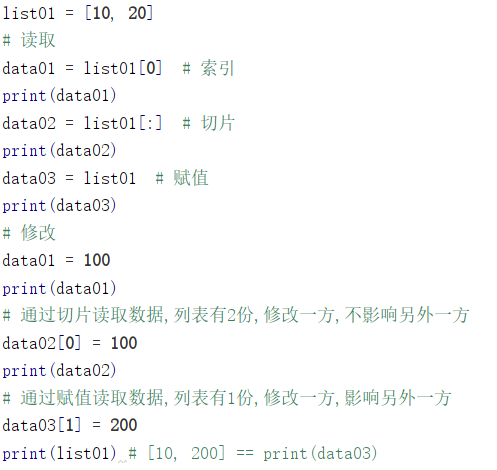 list01 = [10, 20]
# 读取
data01 = list01[0]  # 索引
print(data01)
data02 = list01[:]  # 切片
print(data02)
data03 = list01  # 赋值
print(data03)
# 修改
data01 = 100
print(data01)
# 通过切片读取数据,列表有2份,修改一方,不影响另外一方
data02[0] = 100
print(data02)
# 通过赋值读取数据,列表有1份,修改一方,影响另外一方
data03[1] = 200
print(list01) # [10, 200] == print(data03)